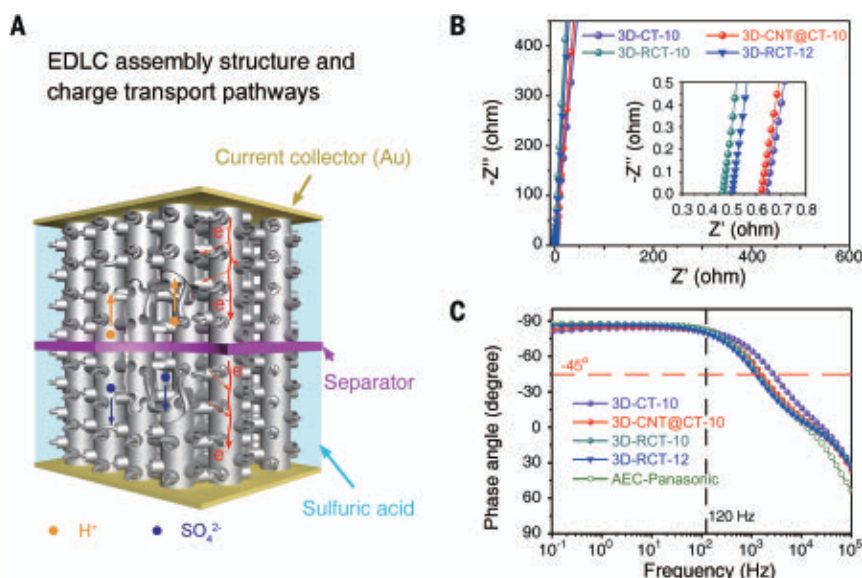 A
EDLC assembly structure and
charge transport pathways
Current collector (Au)
e
e
e
e
Separator
Sulfuric acid
H⁺
SO₄²⁻
B
3D-CT-10
3D-CNT@CT-10
3D-RCT-10
3D-RCT-12
-Z'' (ohm)
400
300
200
100
0
0.5
0.4
0.3
0.2
0.1
0.0
0.3 0.4 0.5 0.6 0.7 0.8
Z' (ohm)
0 200 400 600
Z' (ohm)
C
Phase angle (degree)
-90
-60
-30
0
30
60
90
-45°
3D-CT-10
3D-CNT@CT-10
3D-RCT-10
3D-RCT-12
AEC-Panasonic
120 Hz
10⁻¹ 10⁰ 10¹ 10² 10³ 10⁴ 10⁵
Frequency (Hz)
-Z'' (ohm)